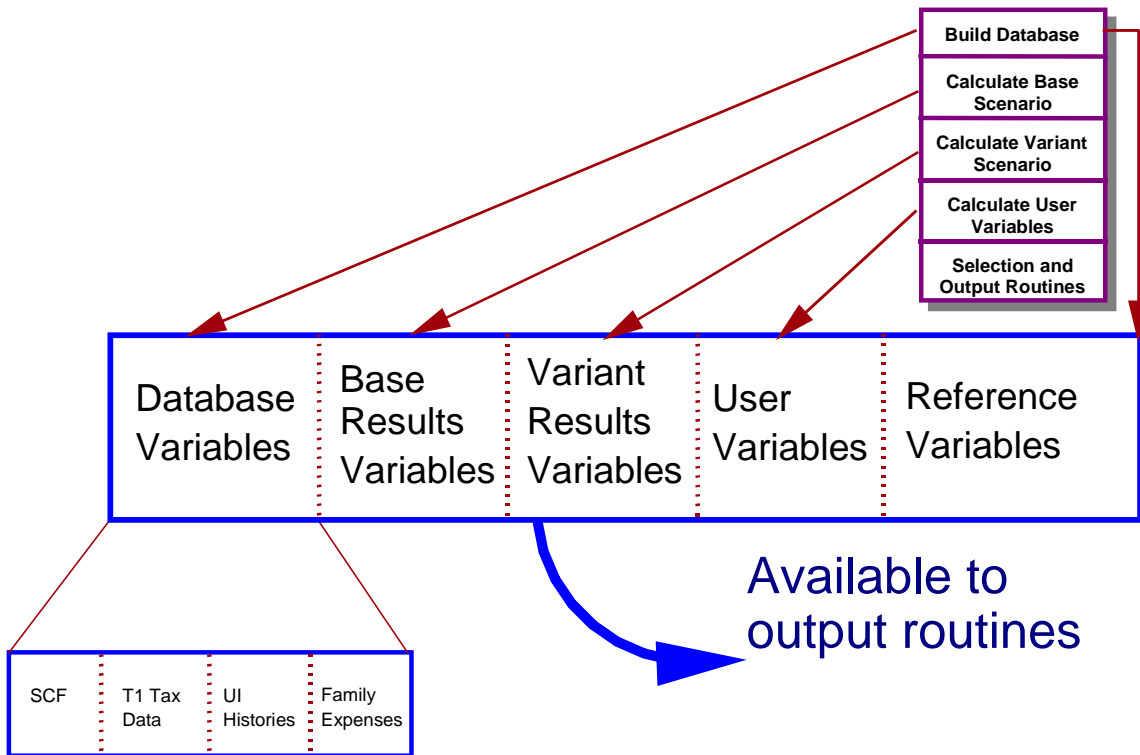 Build Database
Calculate Base
Scenario
Calculate Variant
Scenario
Calculate User
Variables
Selection and
Output Routines
Database
Variables
Base
Results
Variables
Variant
Results
Variables
User
Variables
Reference
Variables
Available to
output routines
SCF
T1 Tax
Data
UI
Histories
Family
Expenses